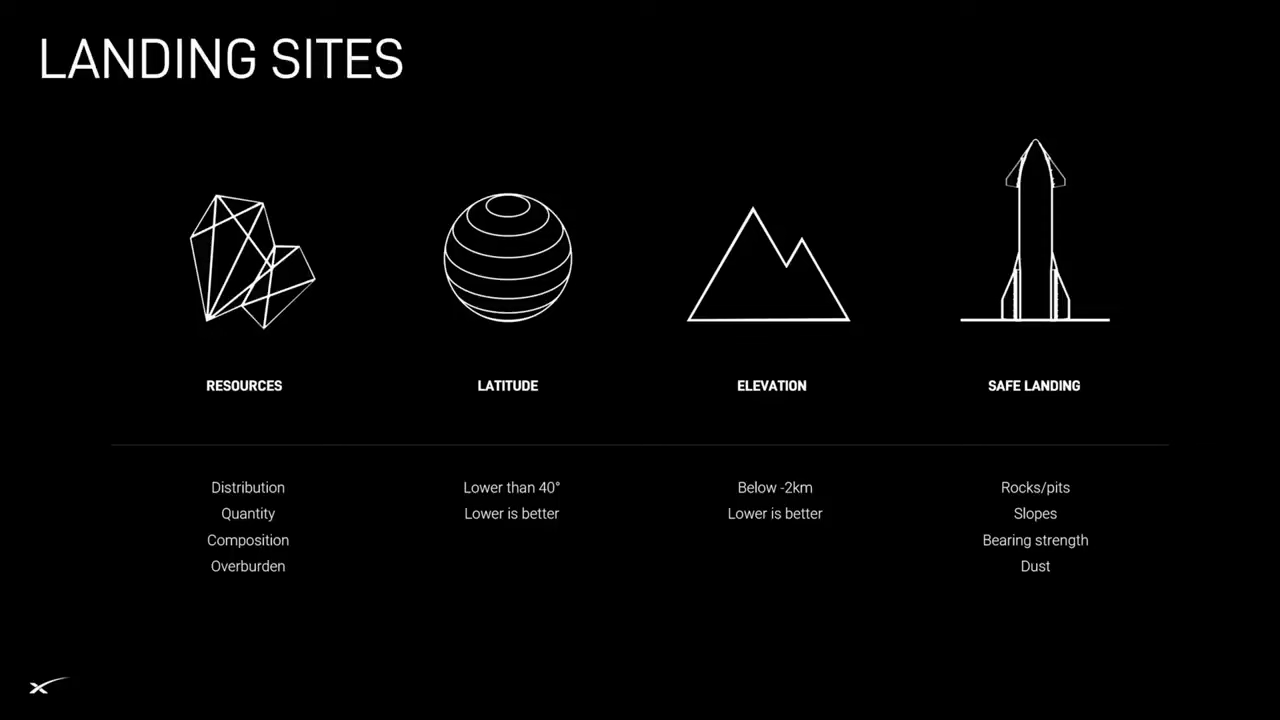 LANDING SITES
RESOURCES
LATITUDE
ELEVATION
SAFE LANDING
Distribution
Quantity
Composition
Overburden
Lower than 40°
Lower is better
Below -2km
Lower is better
Rocks/pits
Slopes
Bearing strength
Dust